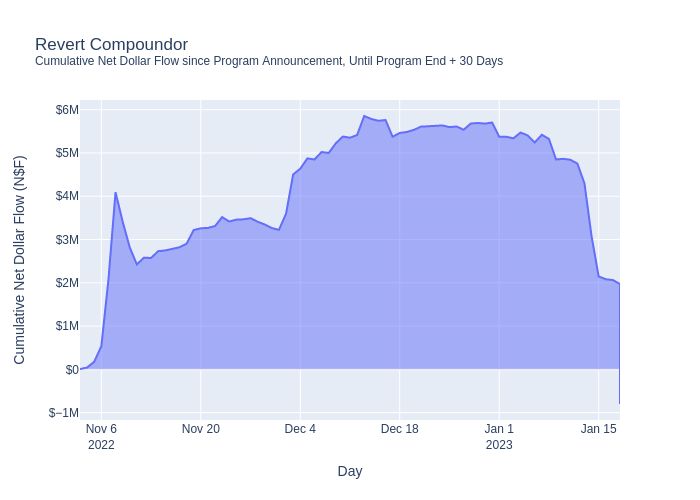 Revert Compoundor
Cumulative Net Dollar Flow since Program Announcement, Until Program End + 30 Days
$6M
$5M
$4M
$3M
$2M
$1M
$0
$−1M
Cumulative Net Dollar Flow (N$F)
Nov 6
2022
Nov 20
Dec 4
Dec 18
Jan 1
2023
Jan 15
Day